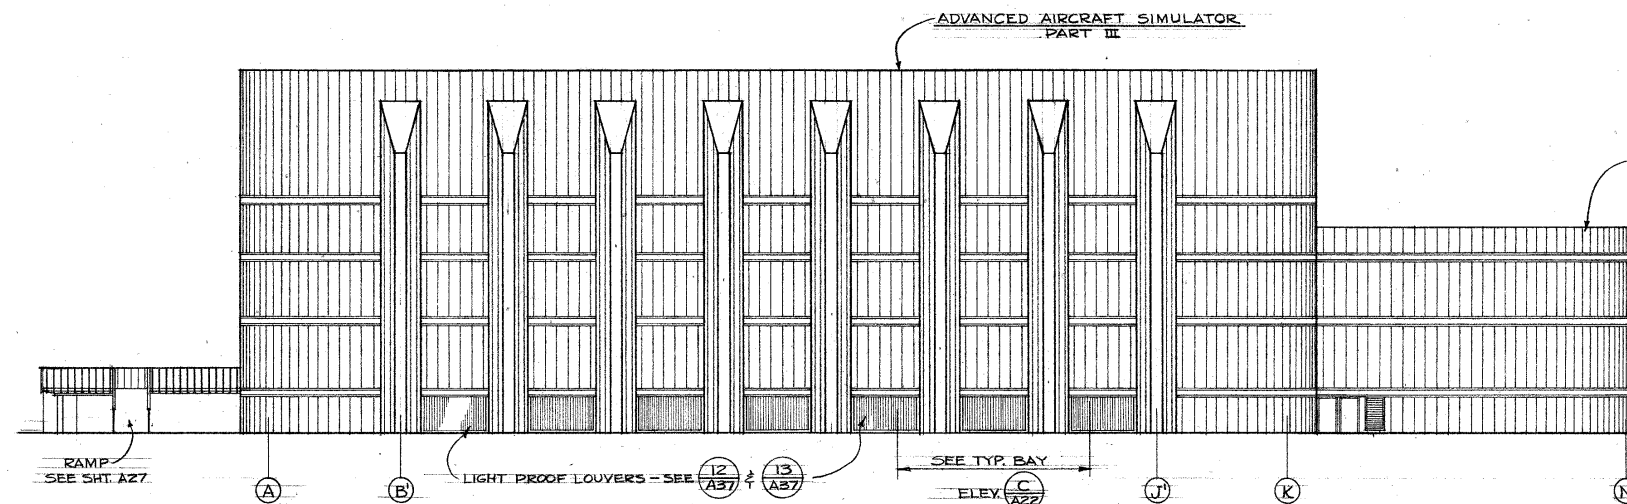 ADVANCED AIRCRAFT SIMULATOR
PART III
RAMP
SEE SHT. A27
LIGHT PROOF LOUVERS - SEE 12/A37 & 13/A37
SEE TYP. BAY
ELEV. C/A22
A
B'
J'
K